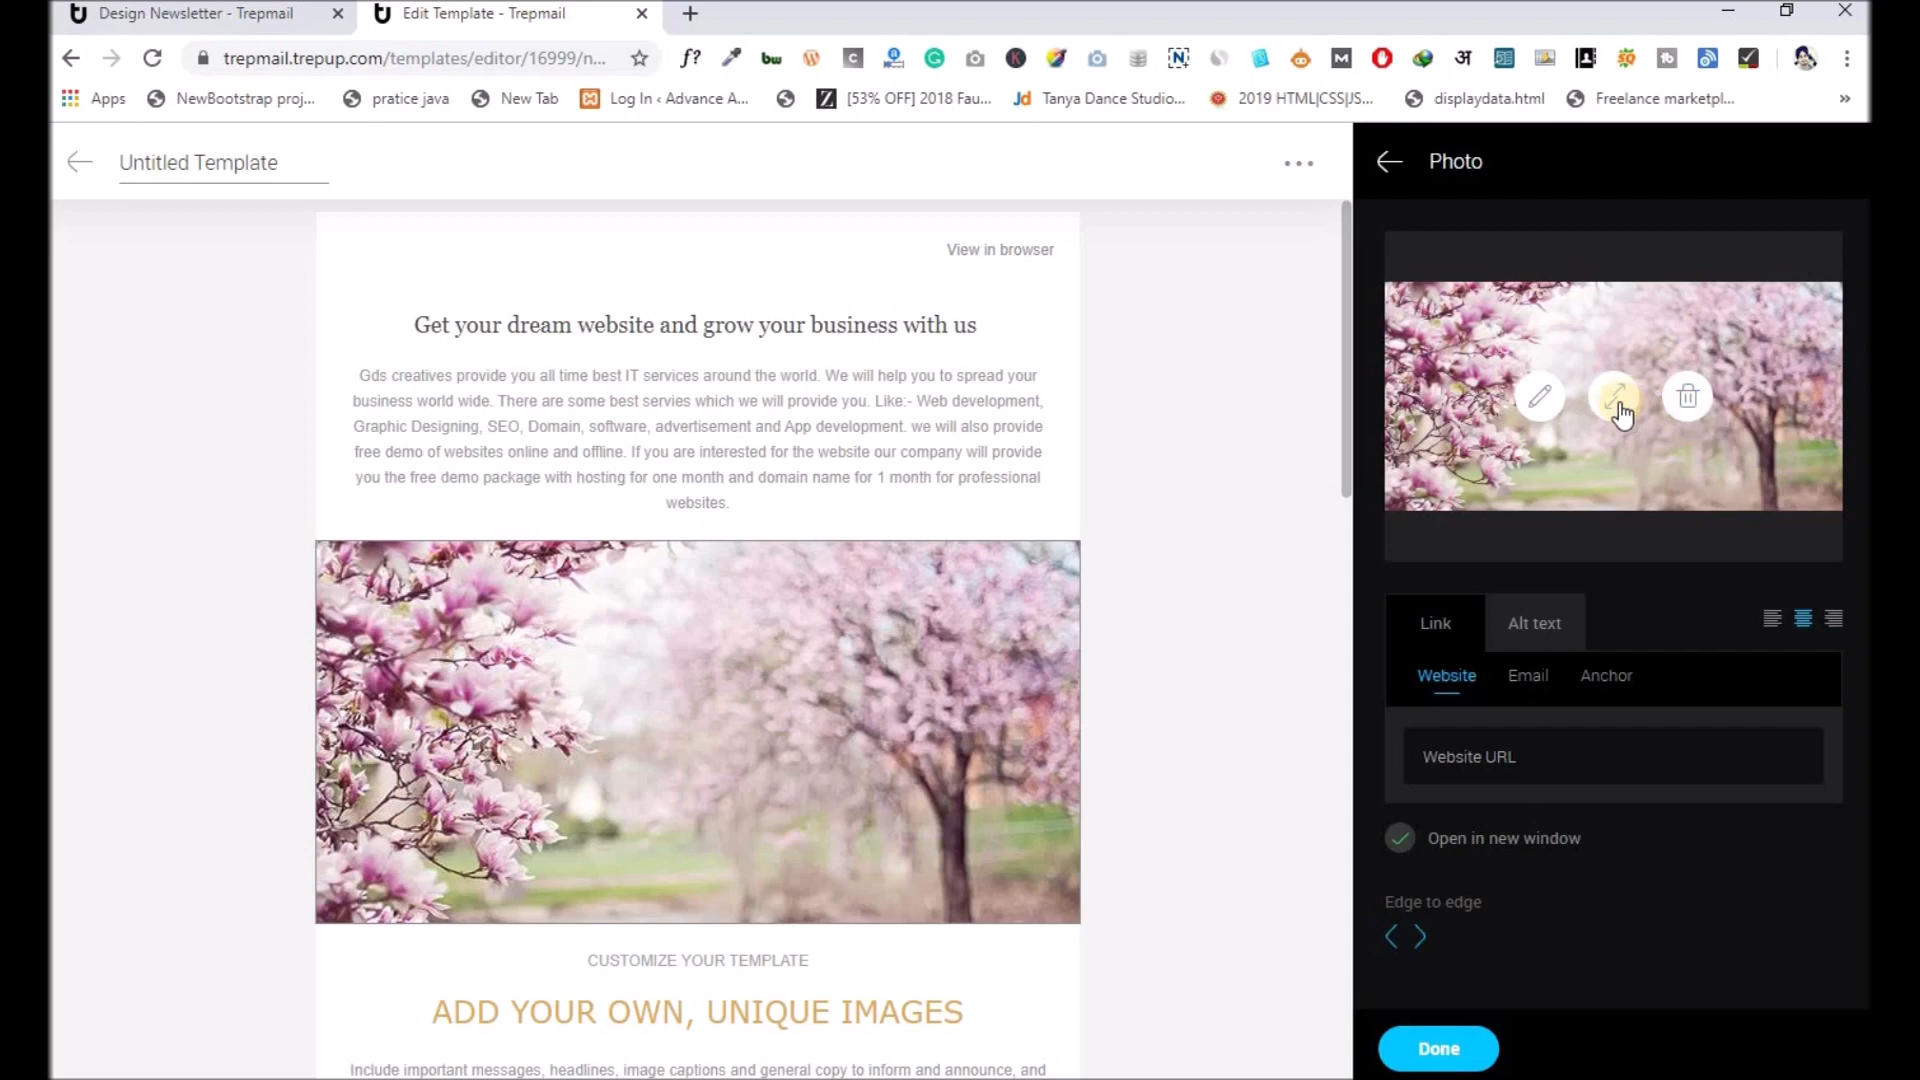 Design Newsletter - Trepmail
Edit Template - Trepmail
trepmail.trepup.com/templates/editor/16999/n...
f?
bw
Apps
NewBootstrap proj...
pratice java
New Tab
Log In ‹ Advance A...
[53% OFF] 2018 Fau...
Jd
Tanya Dance Studio...
2019 HTML|CSS|JS...
displaydata.html
Freelance marketpl...
»
Untitled Template
Photo
View in browser
Get your dream website and grow your business with us
Gds creatives provide you all time best IT services around the world. We will help you to spread your
business world wide. There are some best servies which we will provide you. Like:- Web development,
Graphic Designing, SEO, Domain, software, advertisement and App development. we will also provide
free demo of websites online and offline. If you are interested for the website our company will provide
you the free demo package with hosting for one month and domain name for 1 month for professional
websites.
Link
Alt text
Website
Email
Anchor
Website URL
Open in new window
Edge to edge
CUSTOMIZE YOUR TEMPLATE
ADD YOUR OWN, UNIQUE IMAGES
Include important messages, headlines, image captions and general copy to inform and announce, and
Done